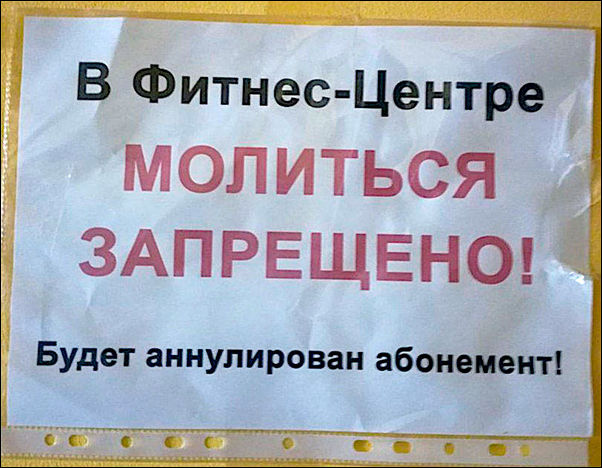 В Фитнес-Центре
МОЛИТЬСЯ
ЗАПРЕЩЕНО!
Будет аннулирован абонемент!